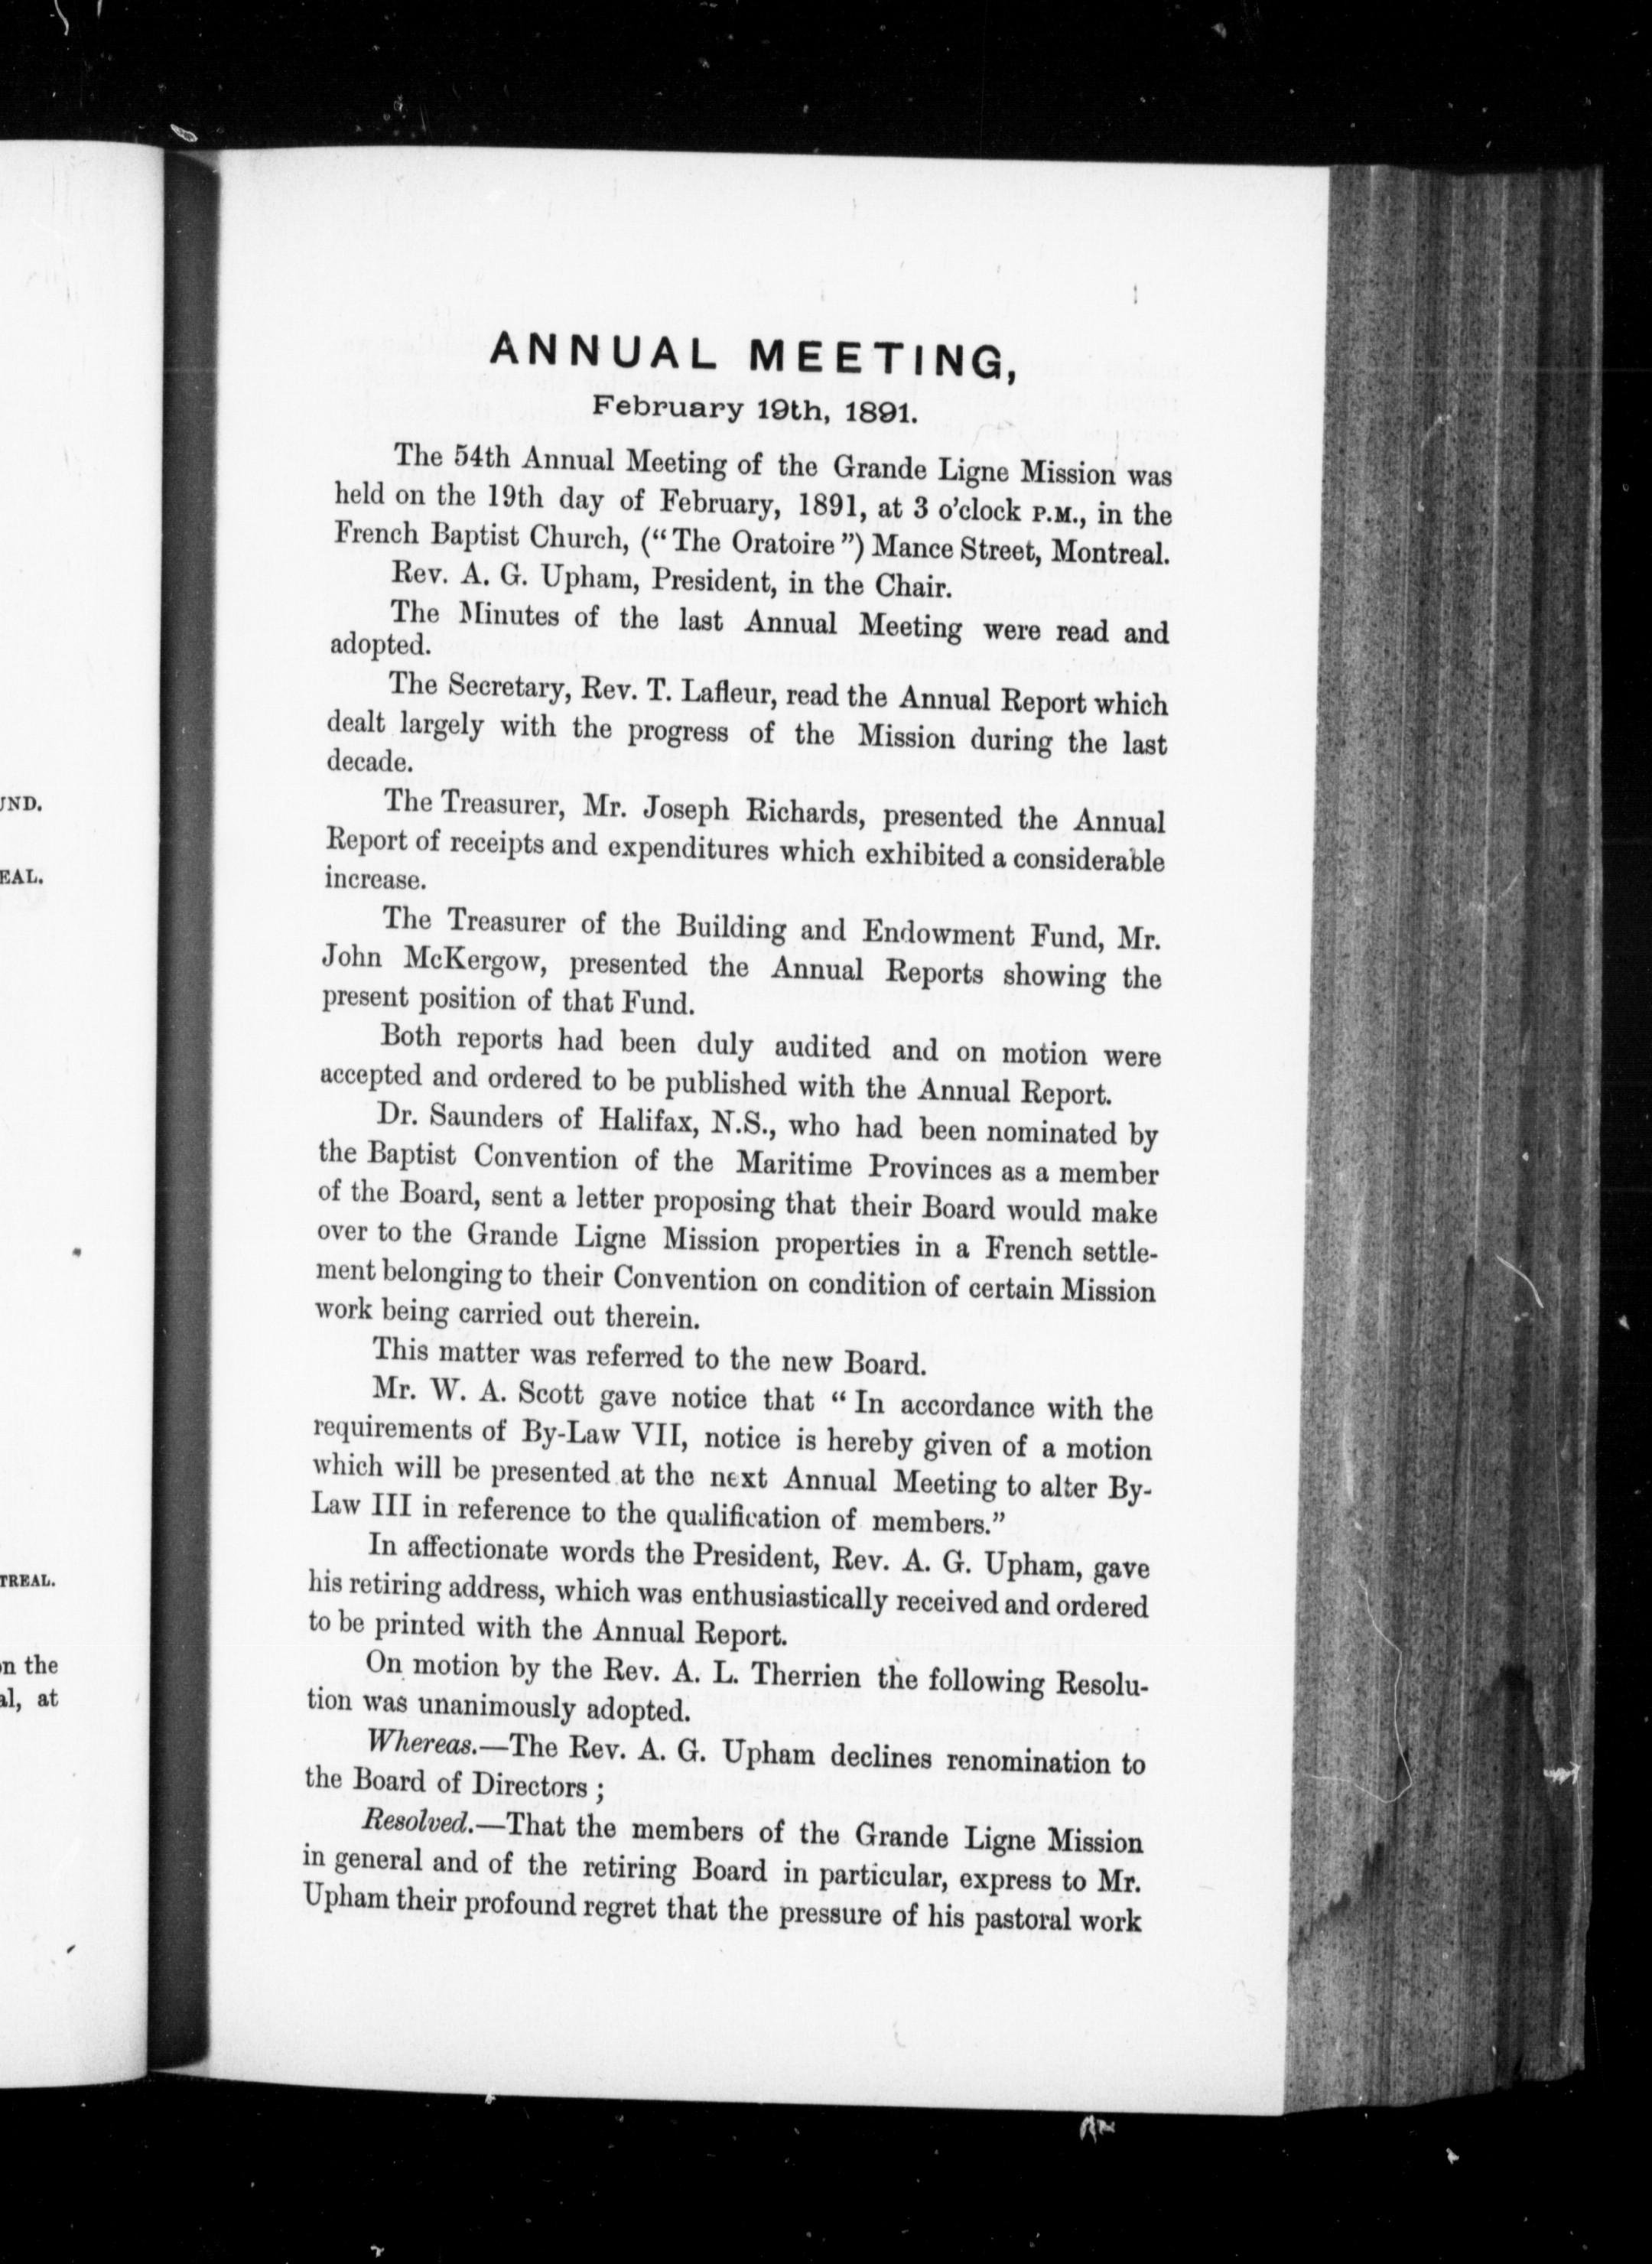 ANNUAL MEETING,
February 19th, 1891.
The 54th Annual Meeting of the Grande Ligne Mission was
held on the 19th day of February, 1891, at 3 o'clock P.M., in the
French Baptist Church, (“The Oratoire”) Mance Street, Montreal.
Rev. A. G. Upham, President, in the Chair.
The Minutes of the last Annual Meeting were read and
adopted.
The Secretary, Rev. T. Lafleur, read the Annual Report which
dealt largely with the progress of the Mission during the last
decade.
The Treasurer, Mr. Joseph Richards, presented the Annual
Report of receipts and expenditures which exhibited a considerable
increase.
The Treasurer of the Building and Endowment Fund, Mr.
John McKergow, presented the Annual Reports showing the
present position of that Fund.
Both reports had been duly audited and on motion were
accepted and ordered to be published with the Annual Report.
Dr. Saunders of Halifax, N.S., who had been nominated by
the Baptist Convention of the Maritime Provinces as a member
of the Board, sent a letter proposing that their Board would make
over to the Grande Ligne Mission properties in a French settle-
ment belonging to their Convention on condition of certain Mission
work being carried out therein.
This matter was referred to the new Board.
Mr. W. A. Scott gave notice that “In accordance with the
requirements of By-Law VII, notice is hereby given of a motion
which will be presented at the next Annual Meeting to alter By-
Law III in reference to the qualification of members.”
In affectionate words the President, Rev. A. G. Upham, gave
his retiring address, which was enthusiastically received and ordered
to be printed with the Annual Report.
On motion by the Rev. A. L. Therrien the following Resolu-
tion was unanimously adopted.
Whereas.—The Rev. A. G. Upham declines renomination to
the Board of Directors ;
Resolved.—That the members of the Grande Ligne Mission
in general and of the retiring Board in particular, express to Mr.
Upham their profound regret that the pressure of his pastoral work
UND.
EAL.
TREAL.
on the
al, at